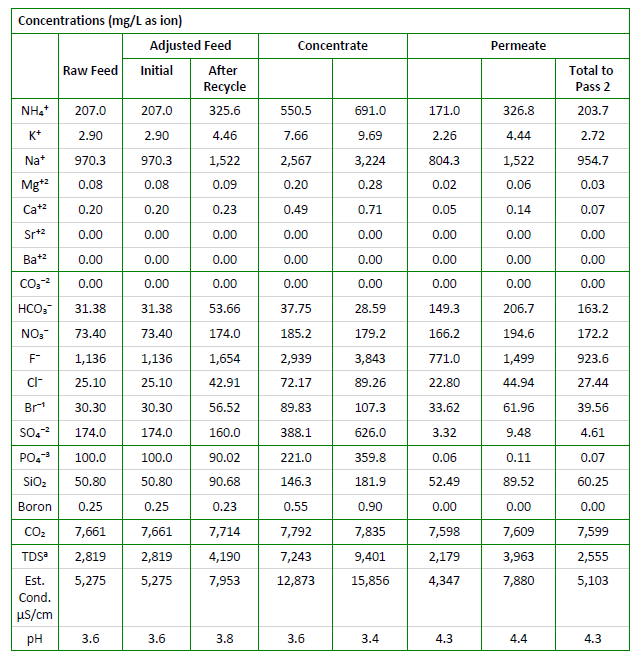 Concentrations (mg/L as ion)
Adjusted Feed Concentrate Permeate
Raw Feed Initial After Recycle Total to Pass 2
NH₄⁺ 207.0 207.0 325.6 550.5 691.0 171.0 326.8 203.7
K⁺ 2.90 2.90 4.46 7.66 9.69 2.26 4.44 2.72
Na⁺ 970.3 970.3 1,522 2,567 3,224 804.3 1,522 954.7
Mg⁺² 0.08 0.08 0.09 0.20 0.28 0.02 0.06 0.03
Ca⁺² 0.20 0.20 0.23 0.49 0.71 0.05 0.14 0.07
Sr⁺² 0.00 0.00 0.00 0.00 0.00 0.00 0.00 0.00
Ba⁺² 0.00 0.00 0.00 0.00 0.00 0.00 0.00 0.00
CO₃⁻² 0.00 0.00 0.00 0.00 0.00 0.00 0.00 0.00
HCO₃⁻ 31.38 31.38 53.66 37.75 28.59 149.3 206.7 163.2
NO₃⁻ 73.40 73.40 174.0 185.2 179.2 166.2 194.6 172.2
F⁻ 1,136 1,136 1,654 2,939 3,843 771.0 1,499 923.6
Cl⁻ 25.10 25.10 42.91 72.17 89.26 22.80 44.94 27.44
Br⁻¹ 30.30 30.30 56.52 89.83 107.3 33.62 61.96 39.56
SO₄⁻² 174.0 174.0 160.0 388.1 626.0 3.32 9.48 4.61
PO₄⁻³ 100.0 100.0 90.02 221.0 359.8 0.06 0.11 0.07
SiO₂ 50.80 50.80 90.68 146.3 181.9 52.49 89.52 60.25
Boron 0.25 0.25 0.23 0.55 0.90 0.00 0.00 0.00
CO₂ 7,661 7,661 7,714 7,792 7,835 7,598 7,609 7,599
TDSᵃ 2,819 2,819 4,190 7,243 9,401 2,179 3,963 2,555
Est. Cond. µS/cm 5,275 5,275 7,953 12,873 15,856 4,347 7,880 5,103
pH 3.6 3.6 3.8 3.6 3.4 4.3 4.4 4.3